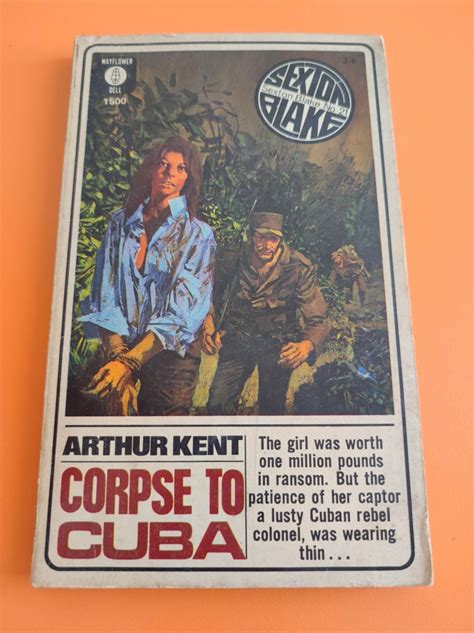 MAYFLOWER
DELL
1500
3/6
SEXTON
Sexton Blake No 21
BLAKE
ARTHUR KENT
CORPSE TO
CUBA
The girl was worth
one million pounds
in ransom. But the
patience of her captor
a lusty Cuban rebel
colonel, was wearing
thin...